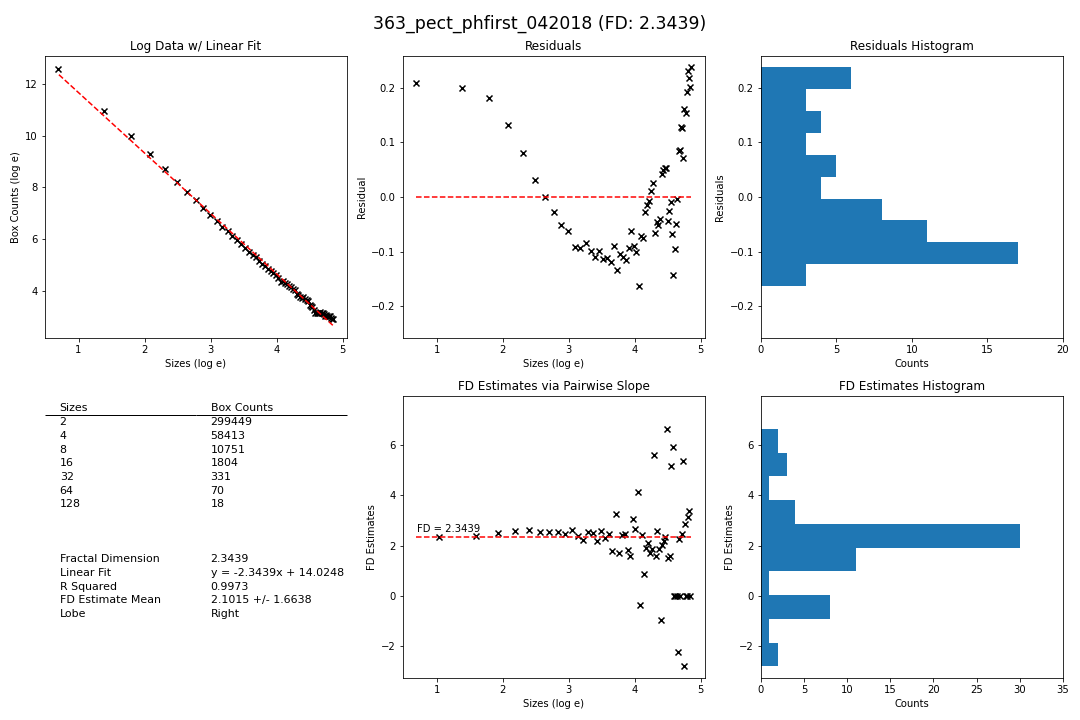 363_pect_phfirst_042018 (FD: 2.3439)
Log Data w/ Linear Fit
12
10
8
6
4
Box Counts (log e)
1 2 3 4 5
Sizes (log e)
Residuals
0.2
0.1
0.0
−0.1
−0.2
Residual
1 2 3 4 5
Sizes (log e)
Residuals Histogram
0.2
0.1
0.0
−0.1
−0.2
Residuals
0 5 10 15 20
Counts
Sizes Box Counts
2 299449
4 58413
8 10751
16 1804
32 331
64 70
128 18
Fractal Dimension 2.3439
Linear Fit y = -2.3439x + 14.0248
R Squared 0.9973
FD Estimate Mean 2.1015 +/- 1.6638
Lobe Right
FD Estimates via Pairwise Slope
6
4
2
0
−2
FD Estimates
FD = 2.3439
1 2 3 4 5
Sizes (log e)
FD Estimates Histogram
6
4
2
0
−2
FD Estimates
0 5 10 15 20 25 30 35
Counts